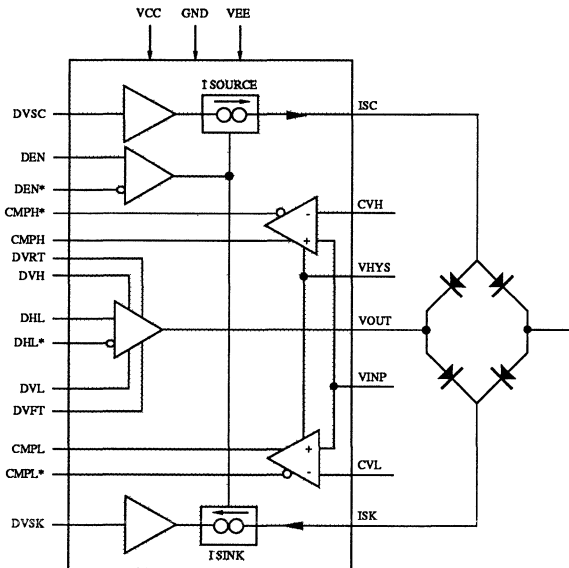 VCC GND VEE
I SOURCE
DVSC ISC
DEN
DEN*
CMPH* CVH
-
CMPH
+
DVRT
DVH VHYS
DHL
VOUT
DHL*
DVL VINP
DVFT
CMPL
+
CMPL* CVL
-
DVSK ISK
I SINK